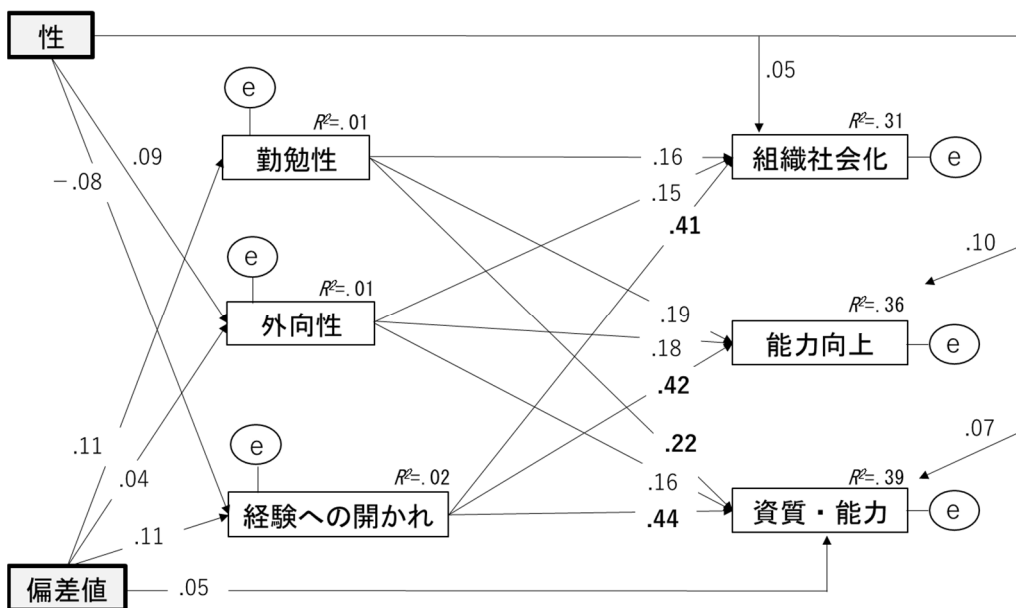 性
.05
e
R²=.01
R²=.31
勤勉性
.16
組織社会化
e
.09
−.08
.15
.41
e
.10
R²=.01
R²=.36
外向性
.19
.18
能力向上
e
.42
e
.11
.22
.07
.04
R²=.02
.16
R²=.39
経験への開かれ
.44
資質・能力
e
.11
偏差値
.05